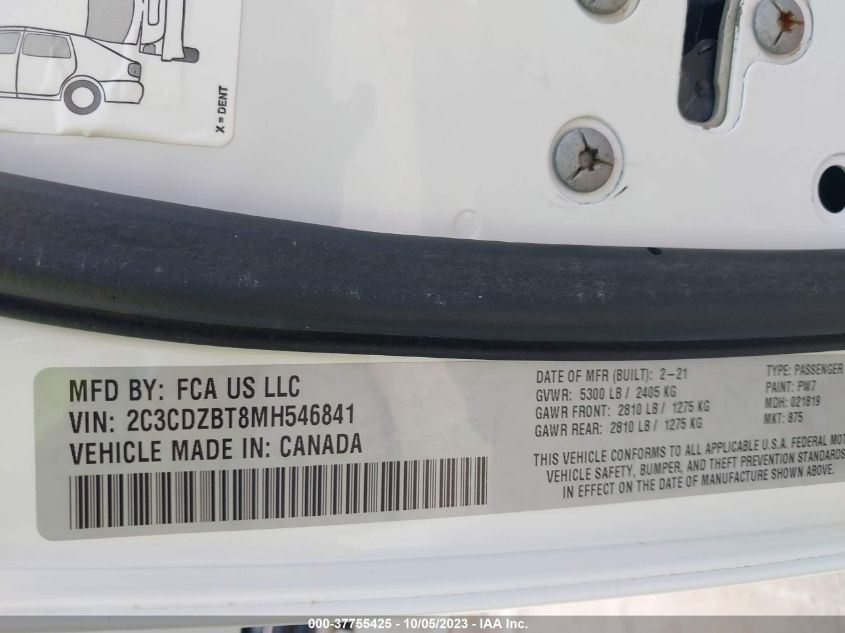 X = DENT
MFD BY: FCA US LLC
VIN: 2C3CDZBT8MH546841
VEHICLE MADE IN: CANADA
DATE OF MFR (BUILT): 2-21
GVWR: 5300 LB / 2405 KG
GAWR FRONT: 2810 LB / 1275 KG
GAWR REAR: 2810 LB / 1275 KG
TYPE: PASSENGER
PAINT: PW7
MDH: 021819
MKT: 875
THIS VEHICLE CONFORMS TO ALL APPLICABLE U.S.A. FEDERAL MOT
VEHICLE SAFETY, BUMPER, AND THEFT PREVENTION STANDARDS
IN EFFECT ON THE DATE OF MANUFACTURE SHOWN ABOVE.
000-37755425 - 10/05/2023 - IAA Inc.